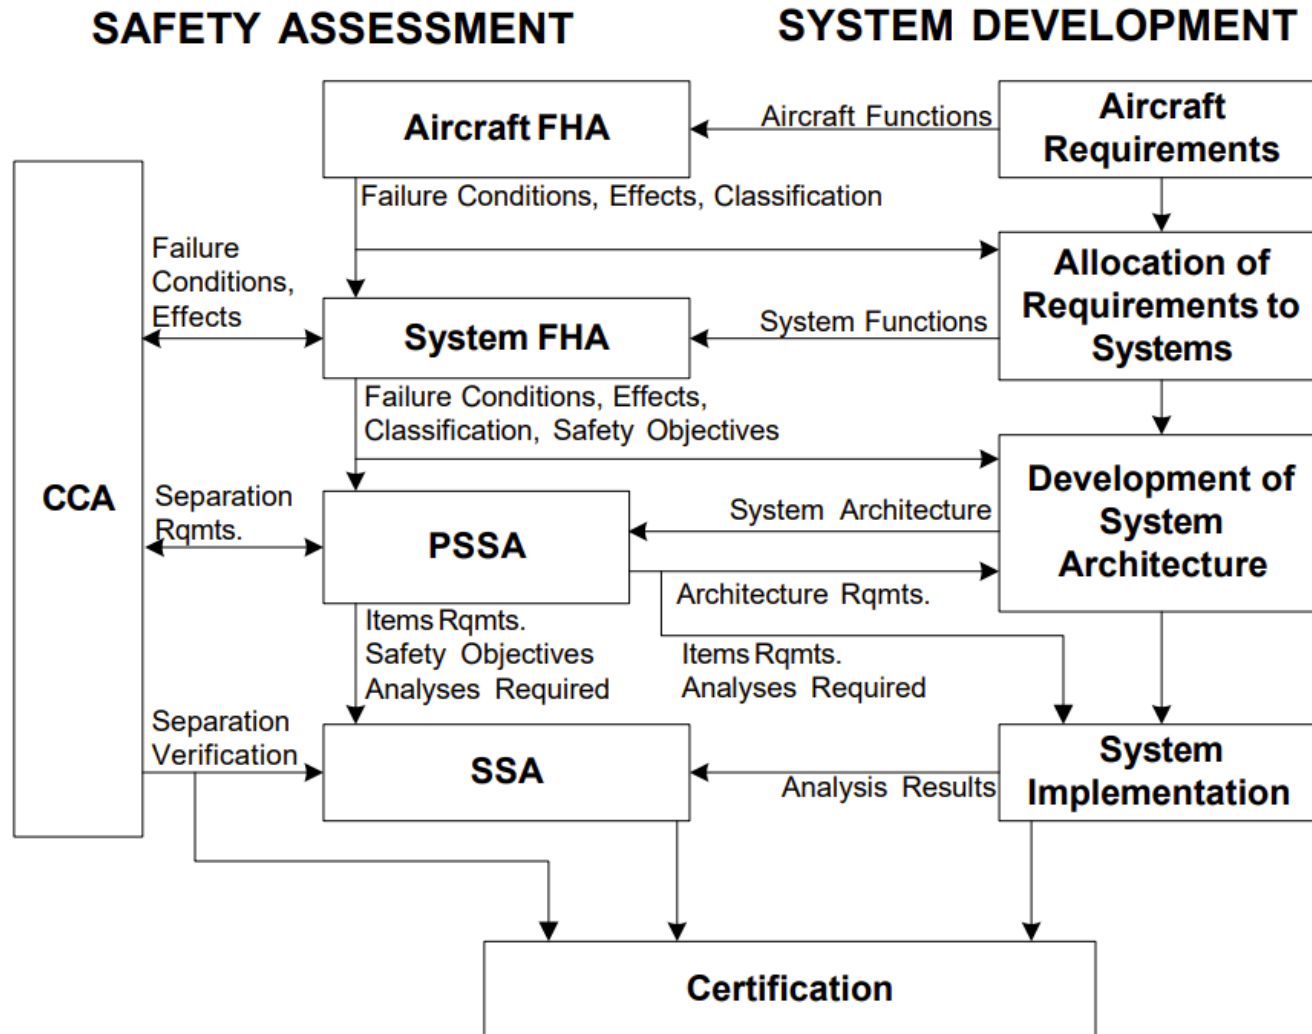 SAFETY ASSESSMENT
SYSTEM DEVELOPMENT
Aircraft FHA
Aircraft Functions
Aircraft
Requirements
Failure Conditions, Effects, Classification
Failure
Conditions,
Effects
System FHA
System Functions
Allocation of
Requirements to
Systems
Failure Conditions, Effects,
Classification, Safety Objectives
CCA
Separation
Rqmts.
PSSA
System Architecture
Development of
System
Architecture
Architecture Rqmts.
Items Rqmts.
Safety Objectives
Analyses Required
Items Rqmts.
Analyses Required
Separation
Verification
SSA
Analysis Results
System
Implementation
Certification